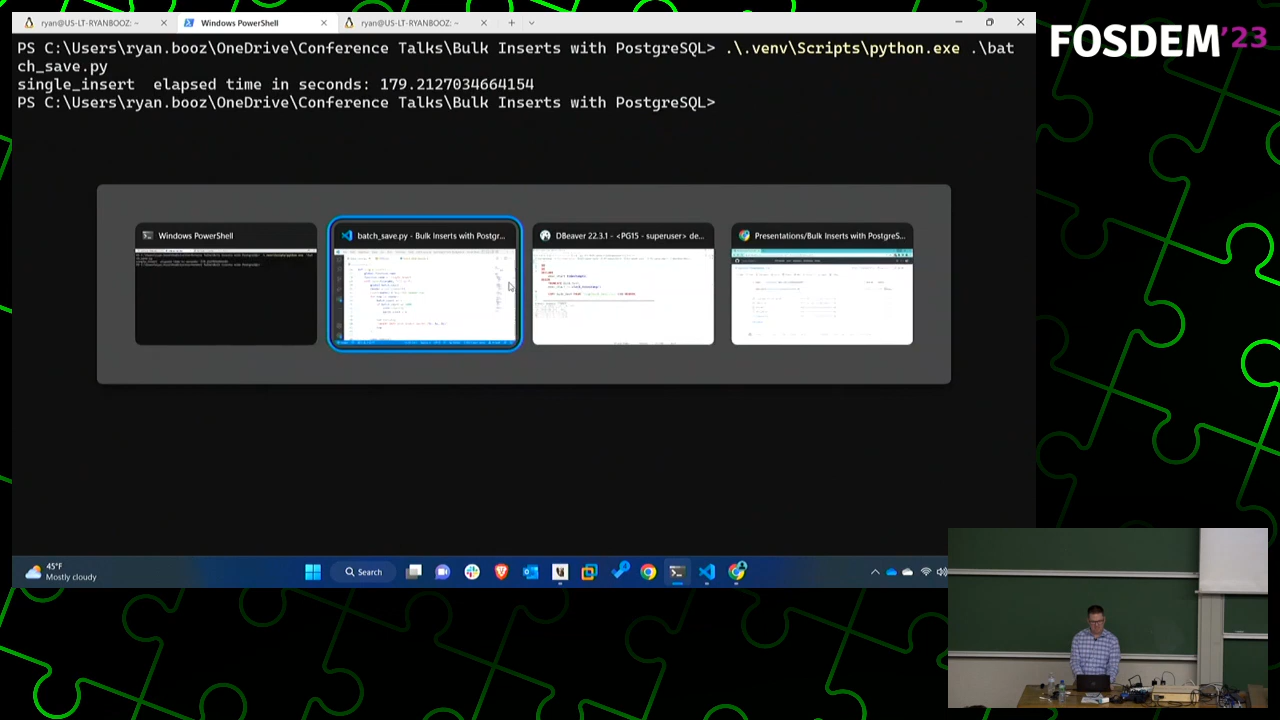 ryan@US-LT-RYANBOOZ: ~
Windows PowerShell
ryan@US-LT-RYANBOOZ: ~
PS C:\Users\ryan.booz\OneDrive\Conference Talks\Bulk Inserts with PostgreSQL> .\.venv\Scripts\python.exe .\bat
ch_save.py
single_insert  elapsed time in seconds: 179.2127034664154
PS C:\Users\ryan.booz\OneDrive\Conference Talks\Bulk Inserts with PostgreSQL>
FOSDEM'23
Windows PowerShell
batch_save.py - Bulk Inserts with Postgr...
DBeaver 22.3.1 - <PG15 - superuser> de...
Presentations/Bulk Inserts with PostgreS...
45°F
Mostly cloudy
Search